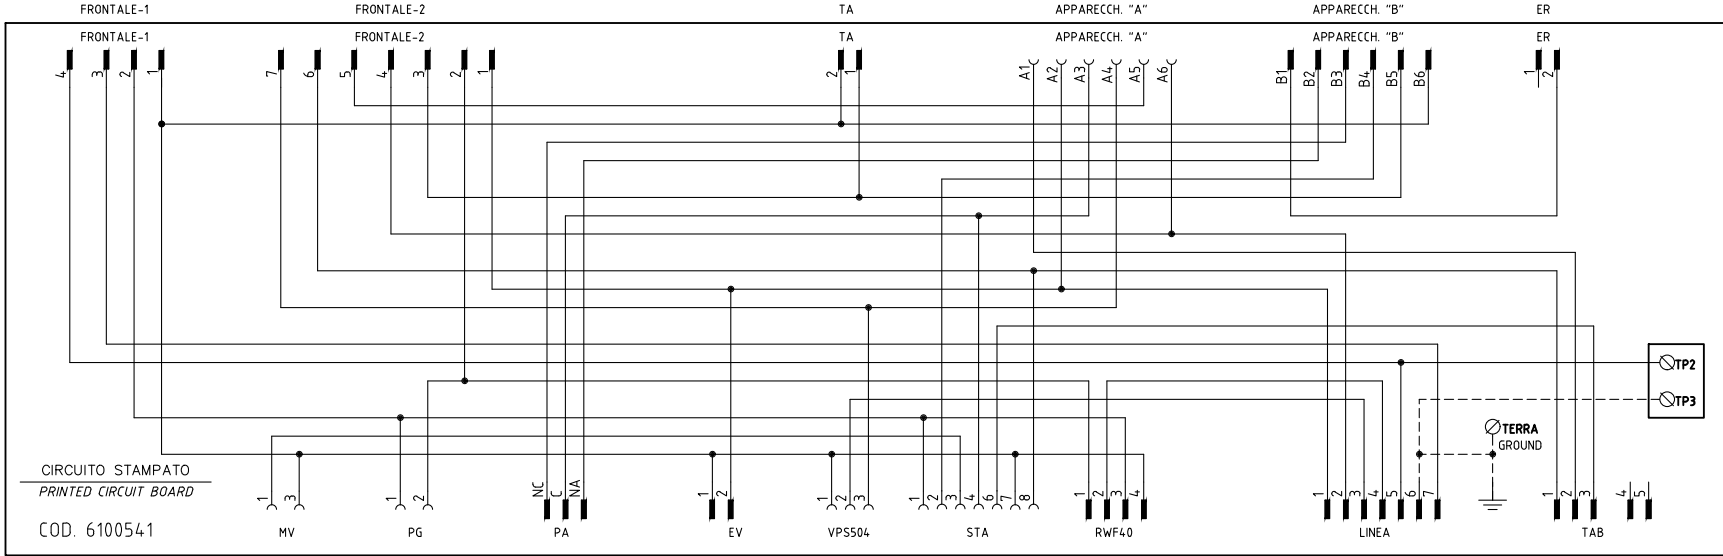 FRONTALE-1 FRONTALE-2 TA APPARECCH. "A" APPARECCH. "B" ER
FRONTALE-1 FRONTALE-2 TA APPARECCH. "A" APPARECCH. "B" ER
4 3 2 1 7 6 5 4 3 2 1 2 1 A1 A2 A3 A4 A5 A6 B1 B2 B3 B4 B5 B6 1 2
TP2
TP3
TERRA
GROUND
CIRCUITO STAMPATO
PRINTED CIRCUIT BOARD
1 3 1 2 NC C NA 1 2 1 2 3 1 2 3 4 6 7 8 1 2 3 4 1 2 3 4 5 6 7 1 2 3 4 5
COD. 6100541 MV PG PA EV VPS504 STA RWF40 LINEA TAB